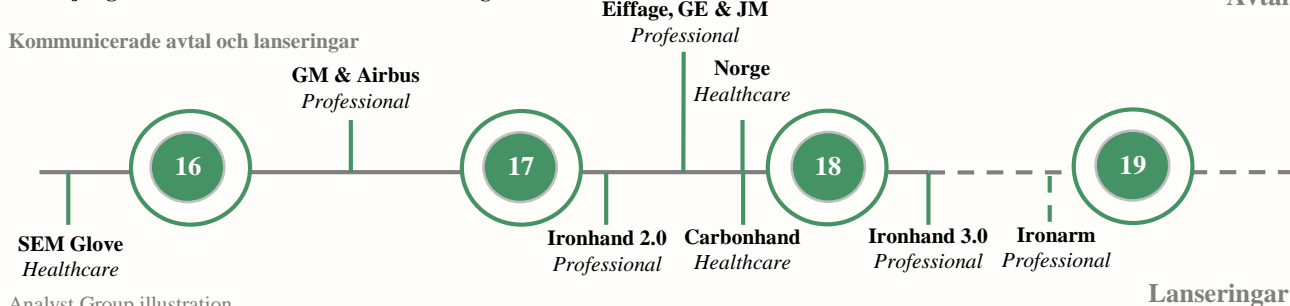 Eiffage, GE & JM
Professional
Avtal
Kommunicerade avtal och lanseringar
GM & Airbus
Professional
Norge
Healthcare
16
17
18
19
SEM Glove
Healthcare
Ironhand 2.0
Professional
Carbonhand
Healthcare
Ironhand 3.0
Professional
Ironarm
Professional
Lanseringar
Analyst Group illustration